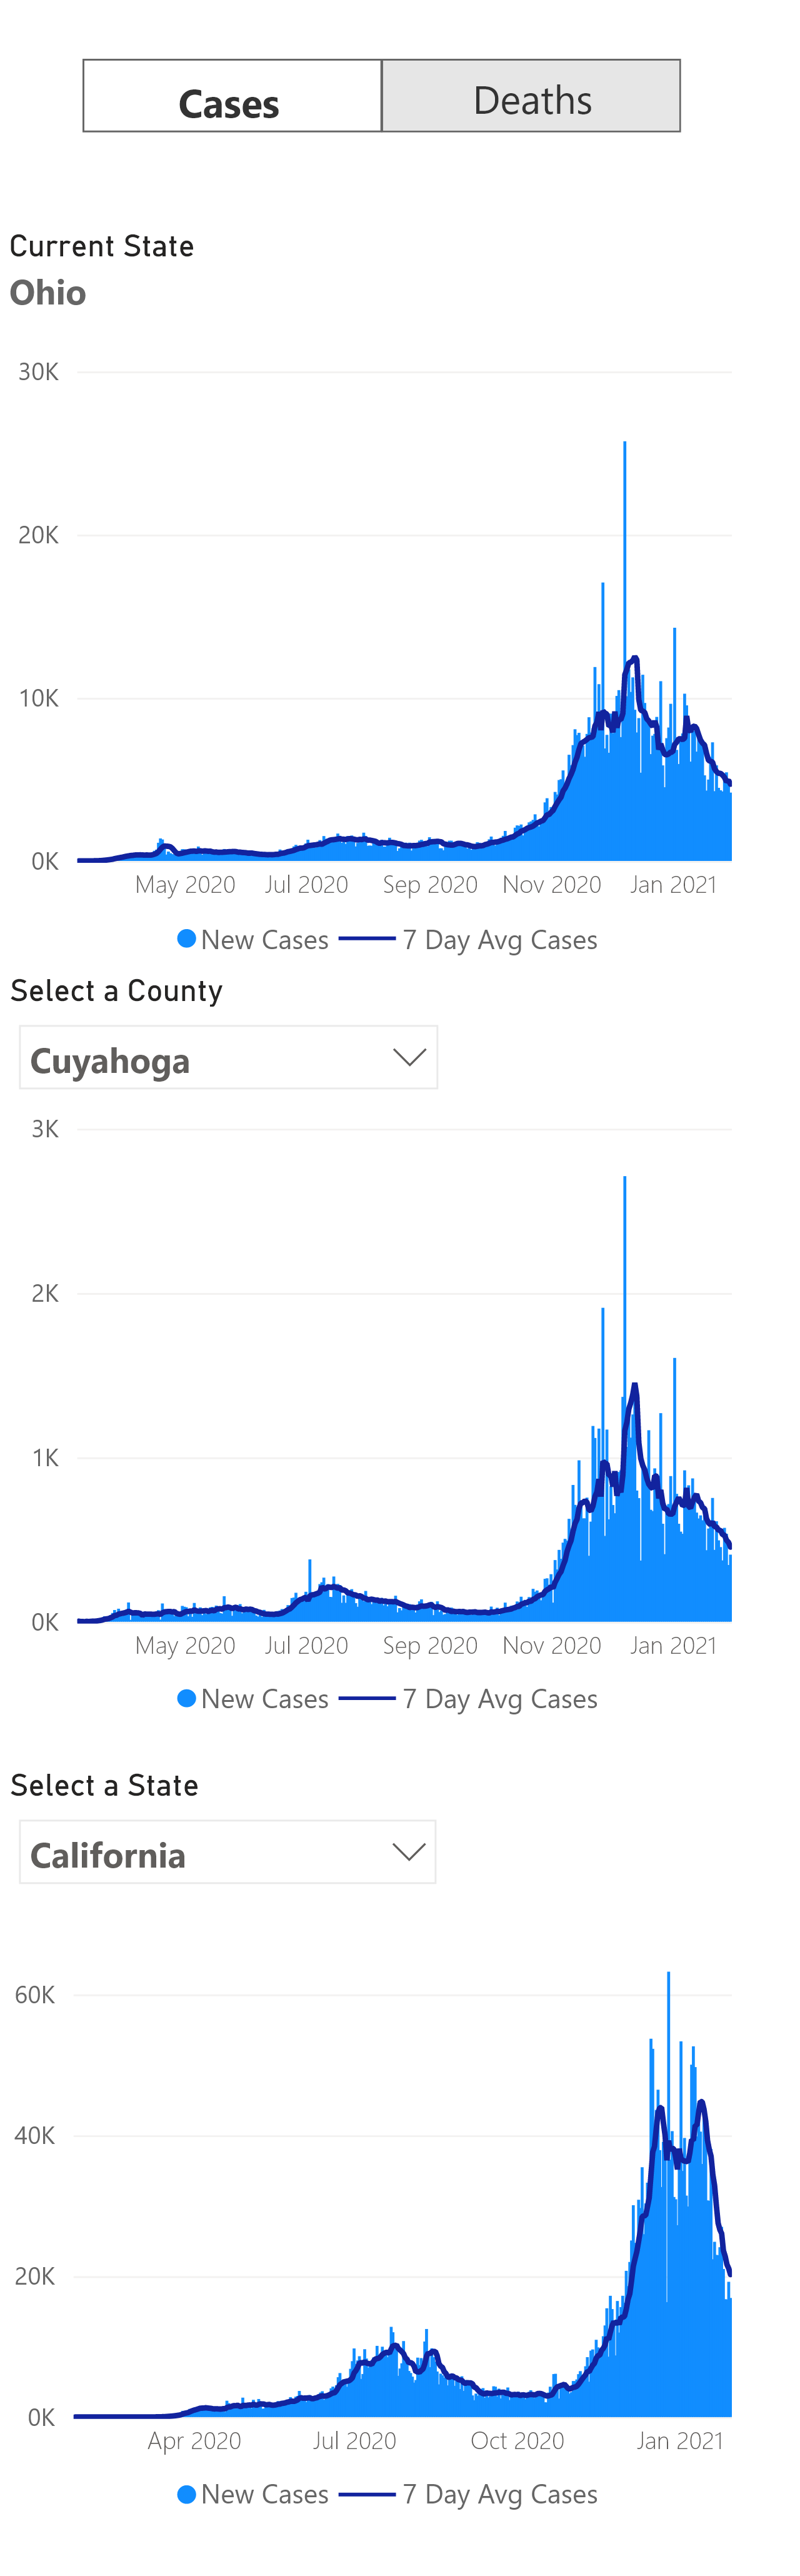 Cases Deaths
Current State
Ohio
30K
20K
10K
0K
May 2020 Jul 2020 Sep 2020 Nov 2020 Jan 2021
New Cases 7 Day Avg Cases
Select a County
Cuyahoga
3K
2K
1K
0K
May 2020 Jul 2020 Sep 2020 Nov 2020 Jan 2021
New Cases 7 Day Avg Cases
Select a State
California
60K
40K
20K
0K
Apr 2020 Jul 2020 Oct 2020 Jan 2021
New Cases 7 Day Avg Cases